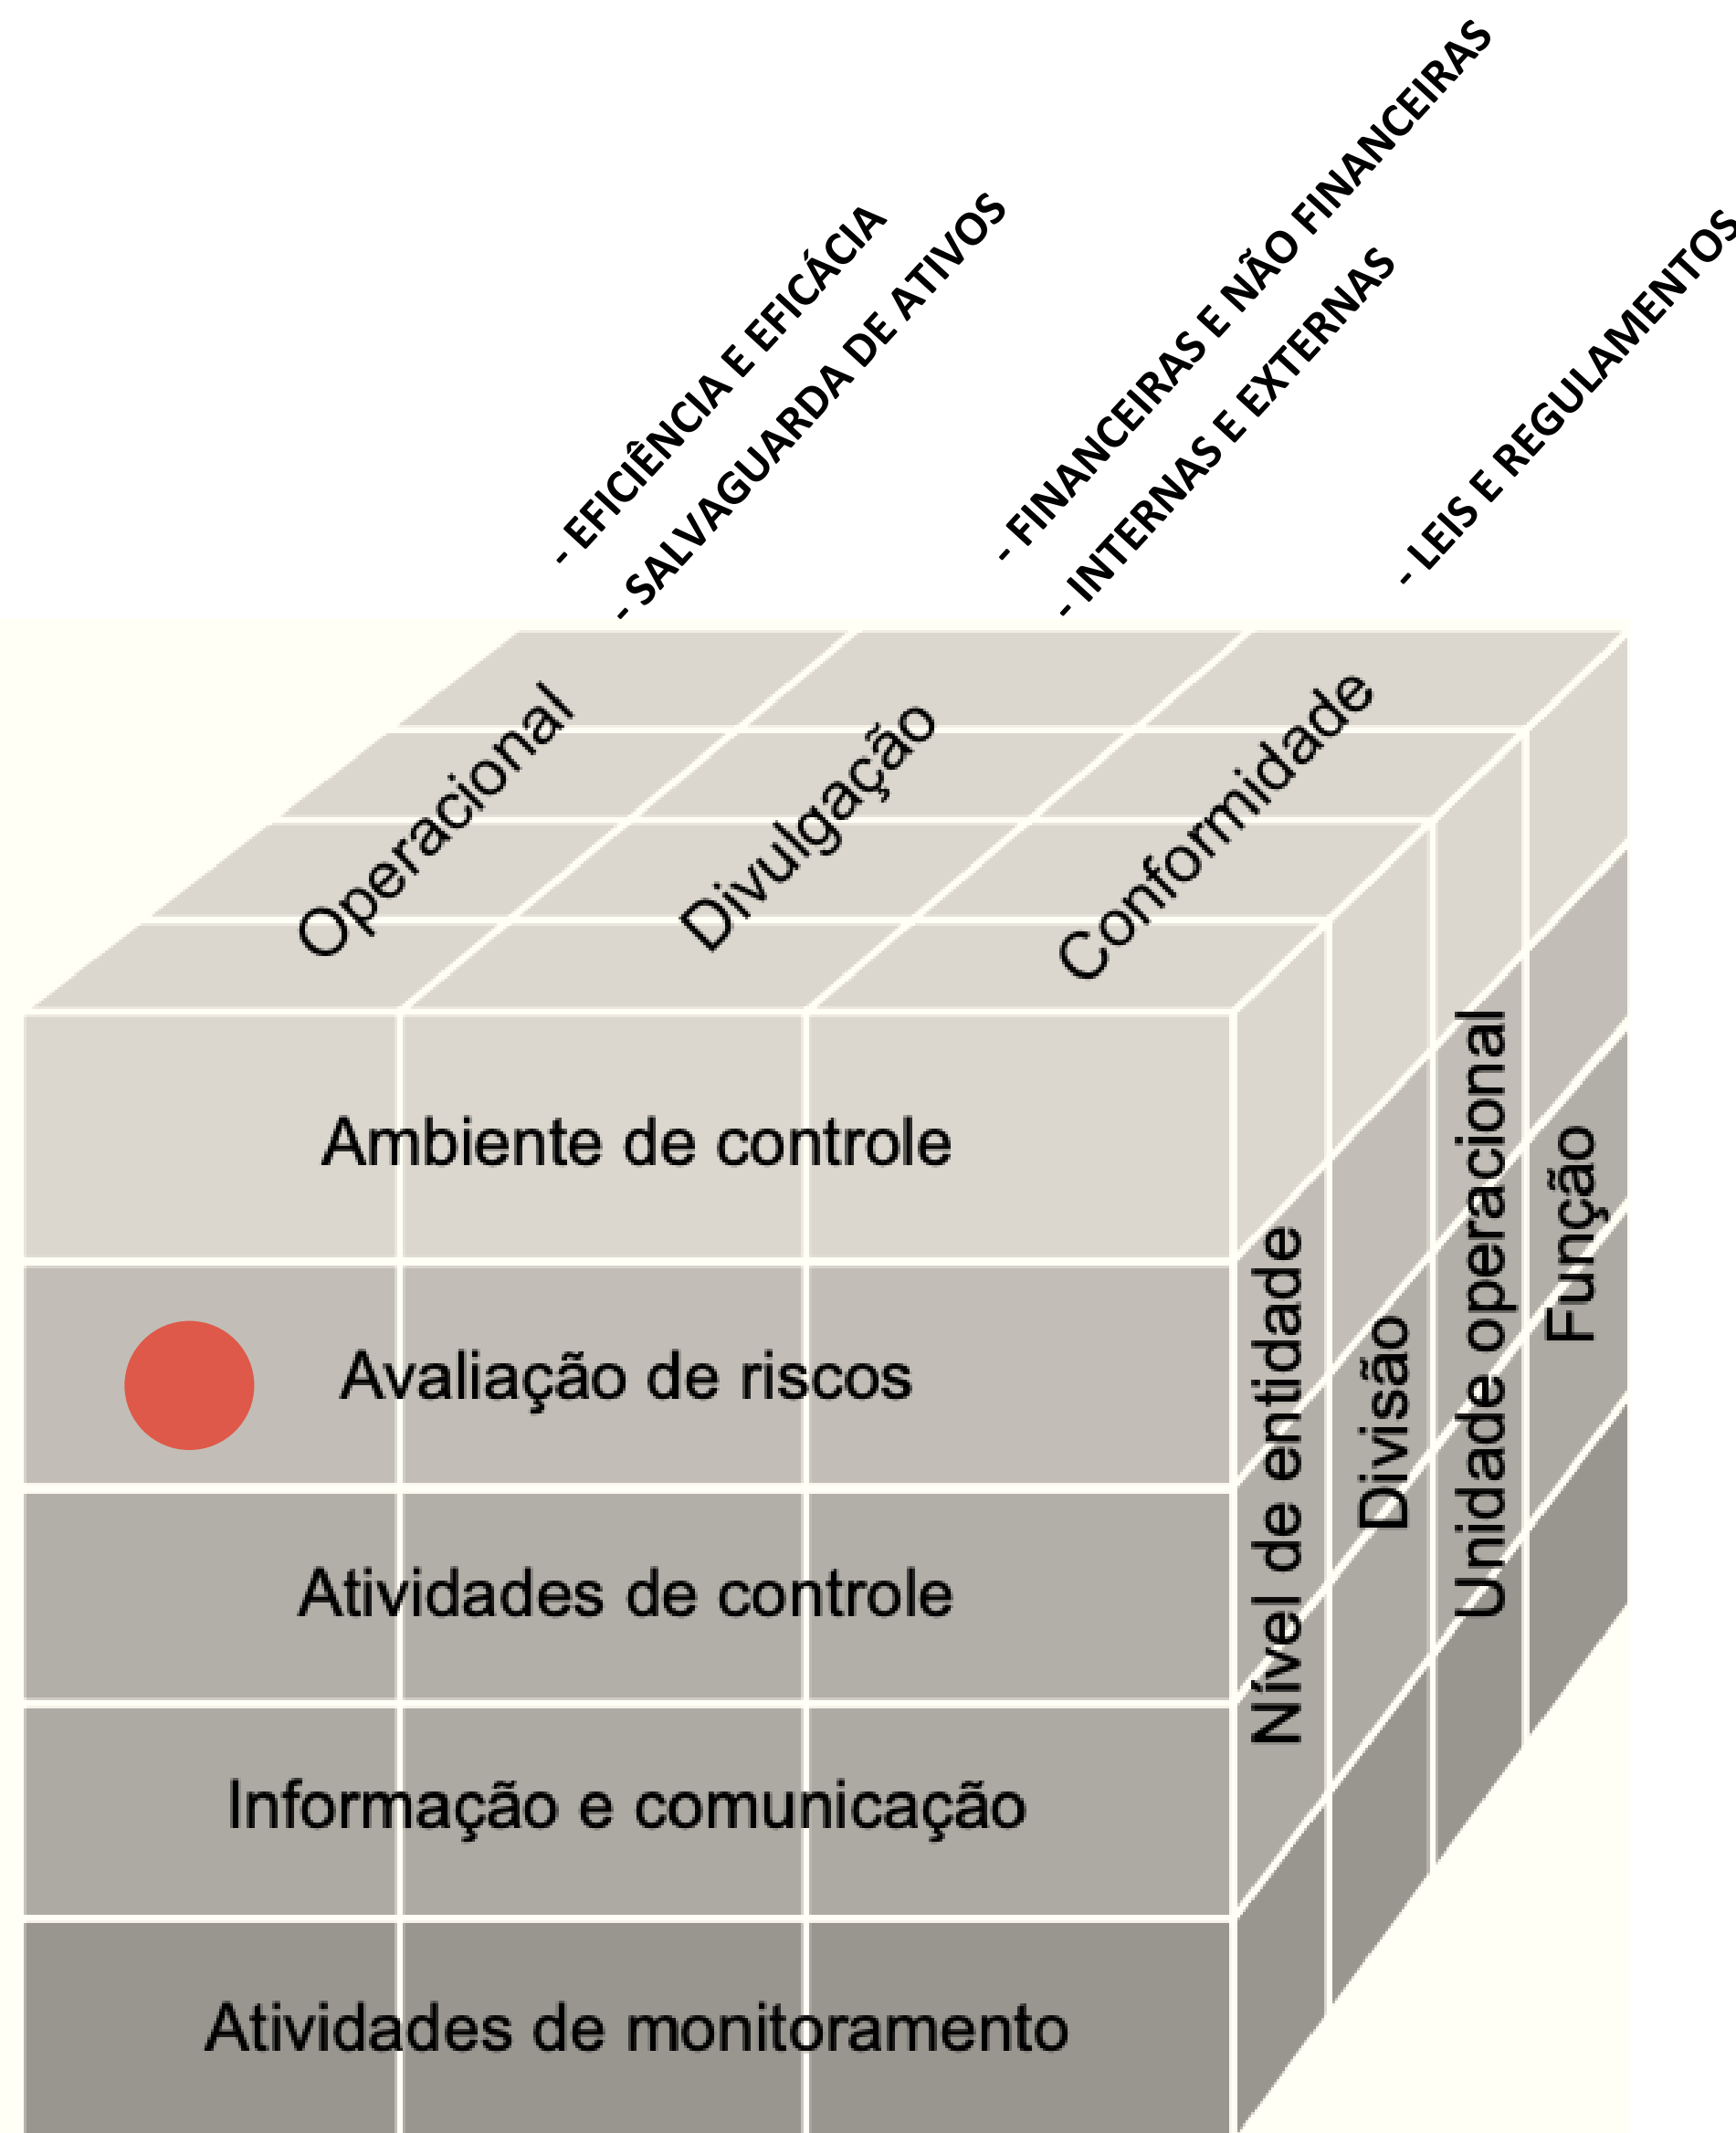 - EFICIÊNCIA E EFICÁCIA
- SALVAGUARDA DE ATIVOS
- FINANCEIRAS E NÃO FINANCEIRAS
- INTERNAS E EXTERNAS
- LEIS E REGULAMENTOS
Operacional
Divulgação
Conformidade
Ambiente de controle
Avaliação de riscos
Atividades de controle
Informação e comunicação
Atividades de monitoramento
Nível de entidade
Divisão
Unidade operacional
Função